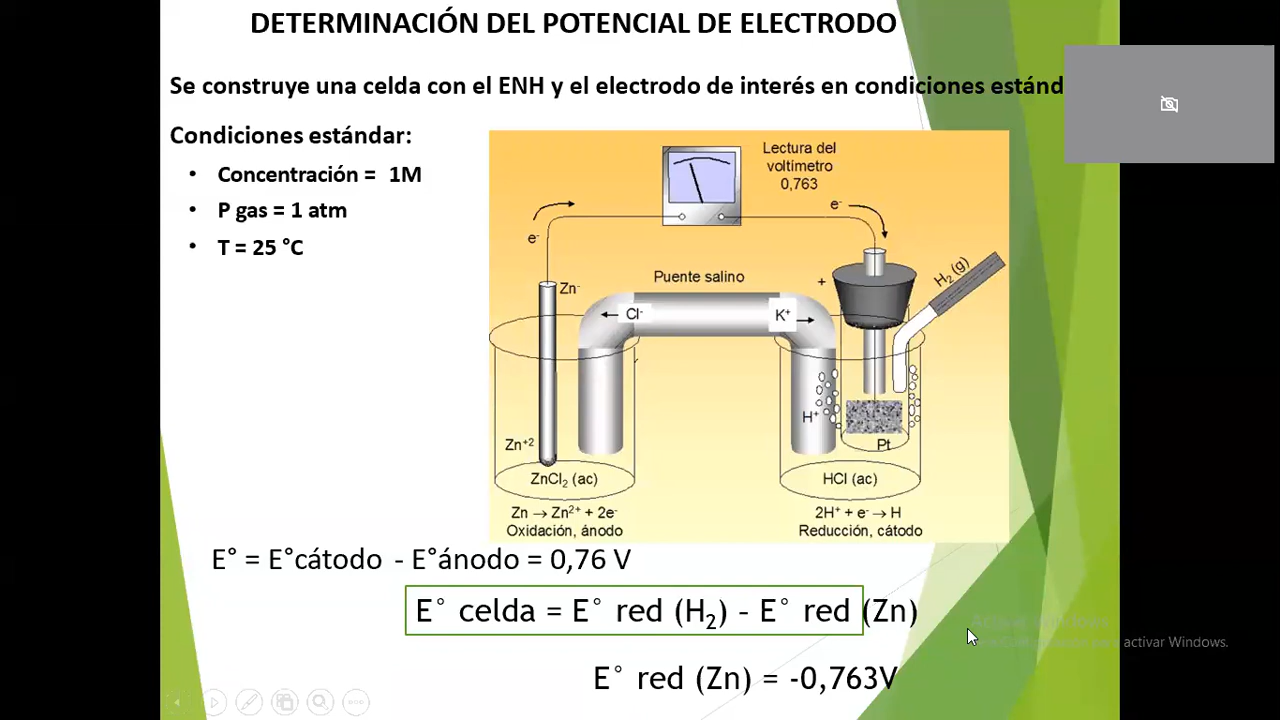 DETERMINACIÓN DEL POTENCIAL DE ELECTRODO
Se construye una celda con el ENH y el electrodo de interés en condiciones estánd
Condiciones estándar:
• Concentración = 1M
• P gas = 1 atm
• T = 25 °C
Lectura del
voltímetro
0,763
e-
e-
Zn-
Puente salino
+
H₂ (g)
Cl-
K+
H+
Zn+2
Pt
ZnCl₂ (ac)
HCl (ac)
Zn → Zn²⁺ + 2e-
Oxidación, ánodo
2H⁺ + e- → H
Reducción, cátodo
E° = E°cátodo - E°ánodo = 0,76 V
E° celda = E° red (H₂) - E° red (Zn)
E° red (Zn) = -0,763V
activar Windows.